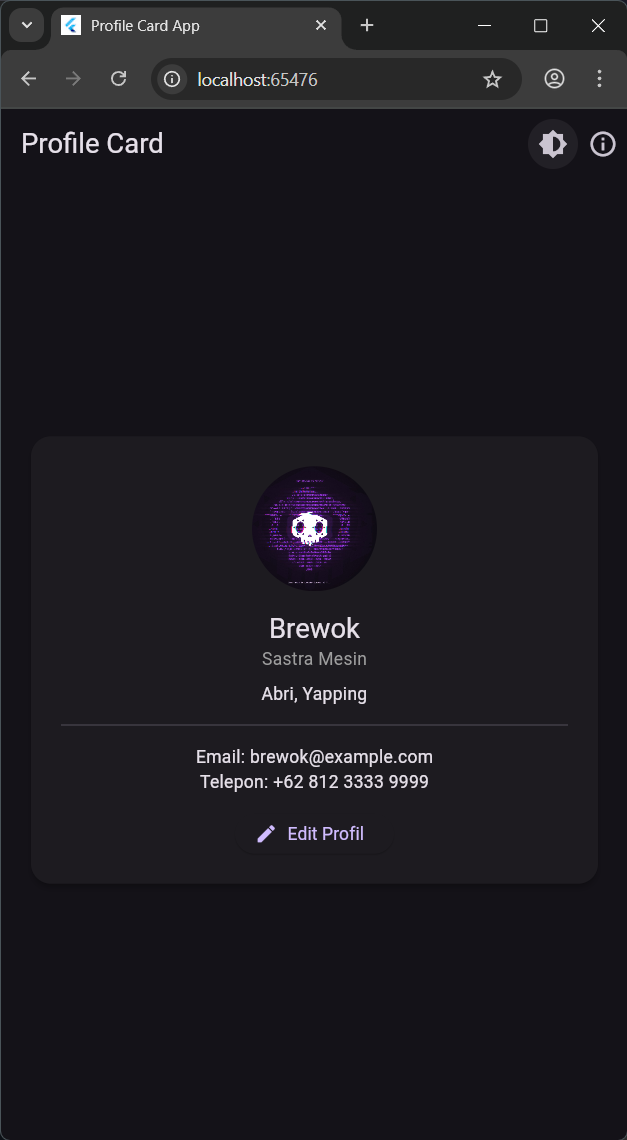 Profile Card App
localhost:65476
Profile Card
Brewok
Sastra Mesin
Abri, Yapping
Email: brewok@example.com
Telepon: +62 812 3333 9999
Edit Profil